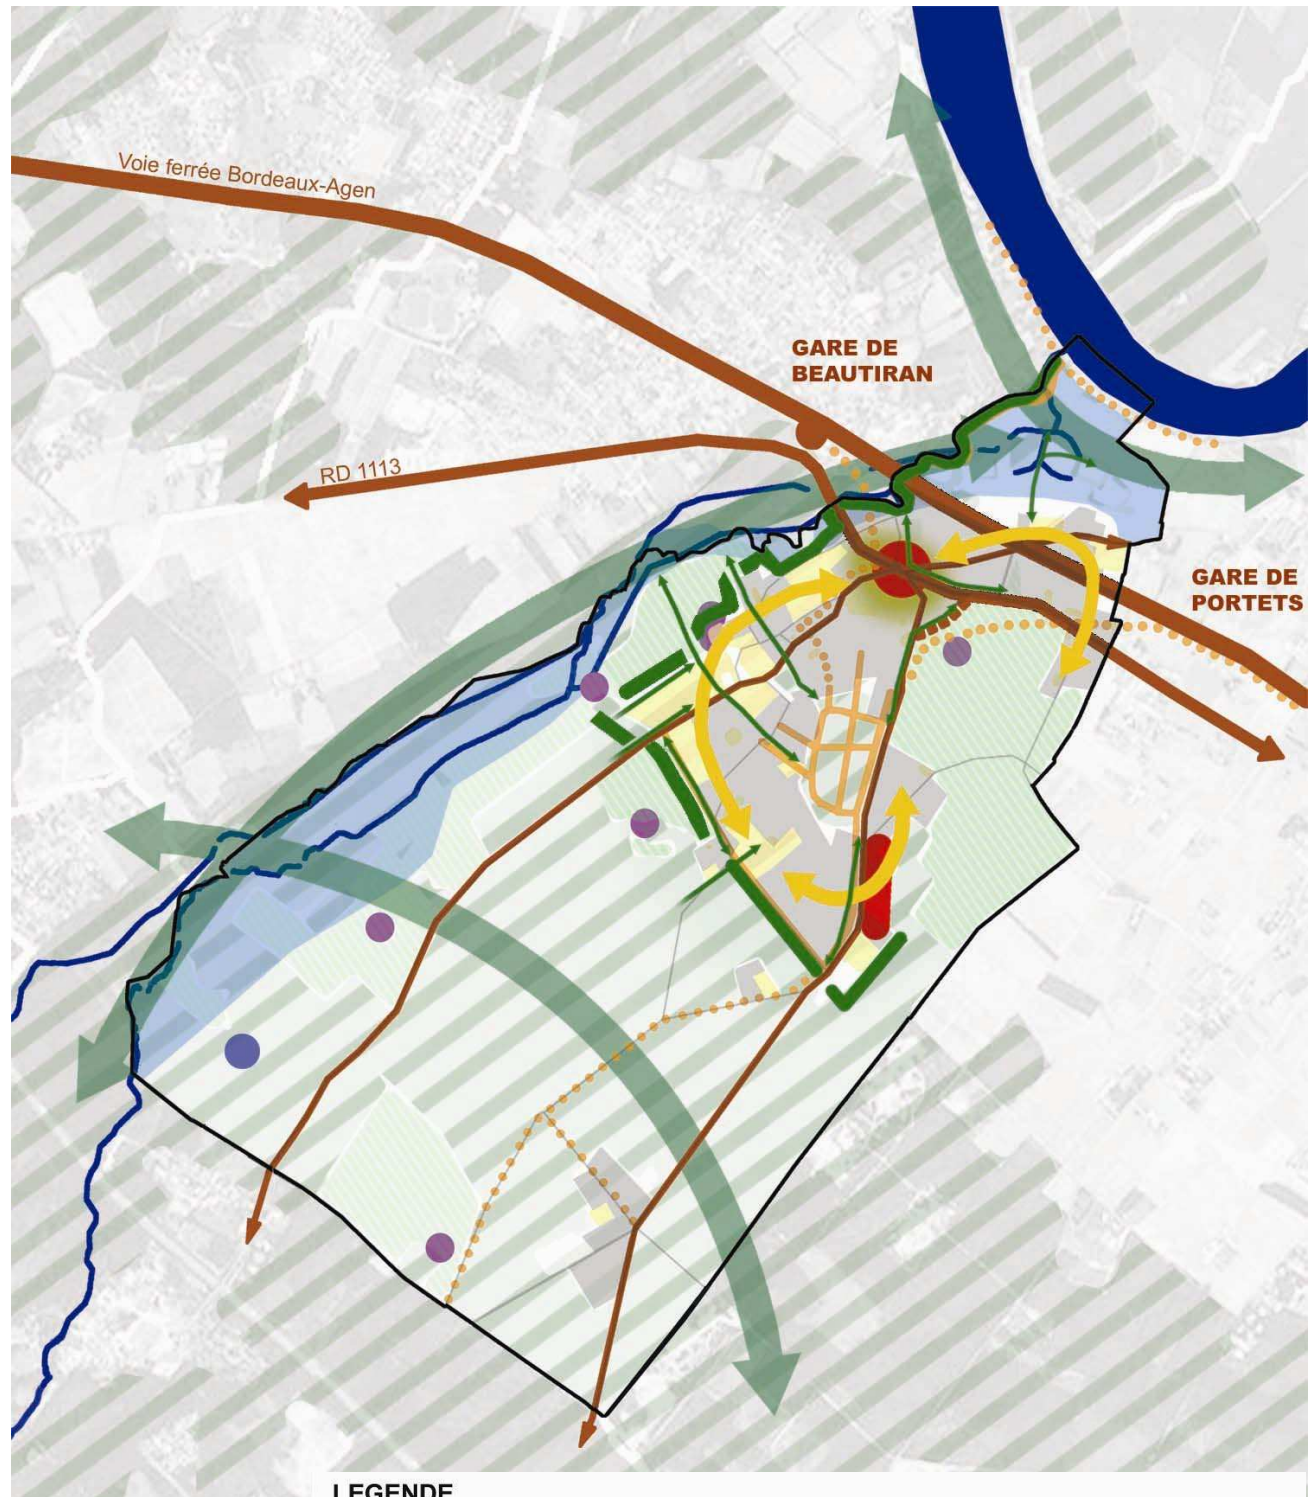 Voie ferrée Bordeaux-Agen
GARE DE
BEAUTIRAN
RD 1113
GARE DE
PORTETS
LEGENDE